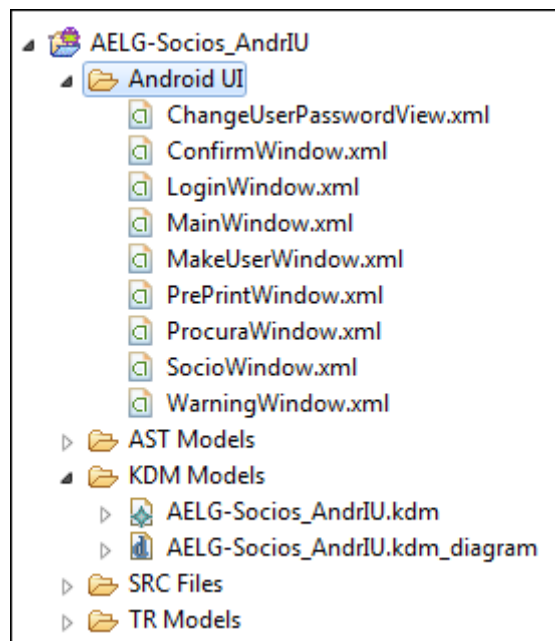 AELG-Socios_AndrIU
Android UI
ChangeUserPasswordView.xml
ConfirmWindow.xml
LoginWindow.xml
MainWindow.xml
MakeUserWindow.xml
PrePrintWindow.xml
ProcuraWindow.xml
SocioWindow.xml
WarningWindow.xml
AST Models
KDM Models
AELG-Socios_AndrIU.kdm
AELG-Socios_AndrIU.kdm_diagram
SRC Files
TR Models